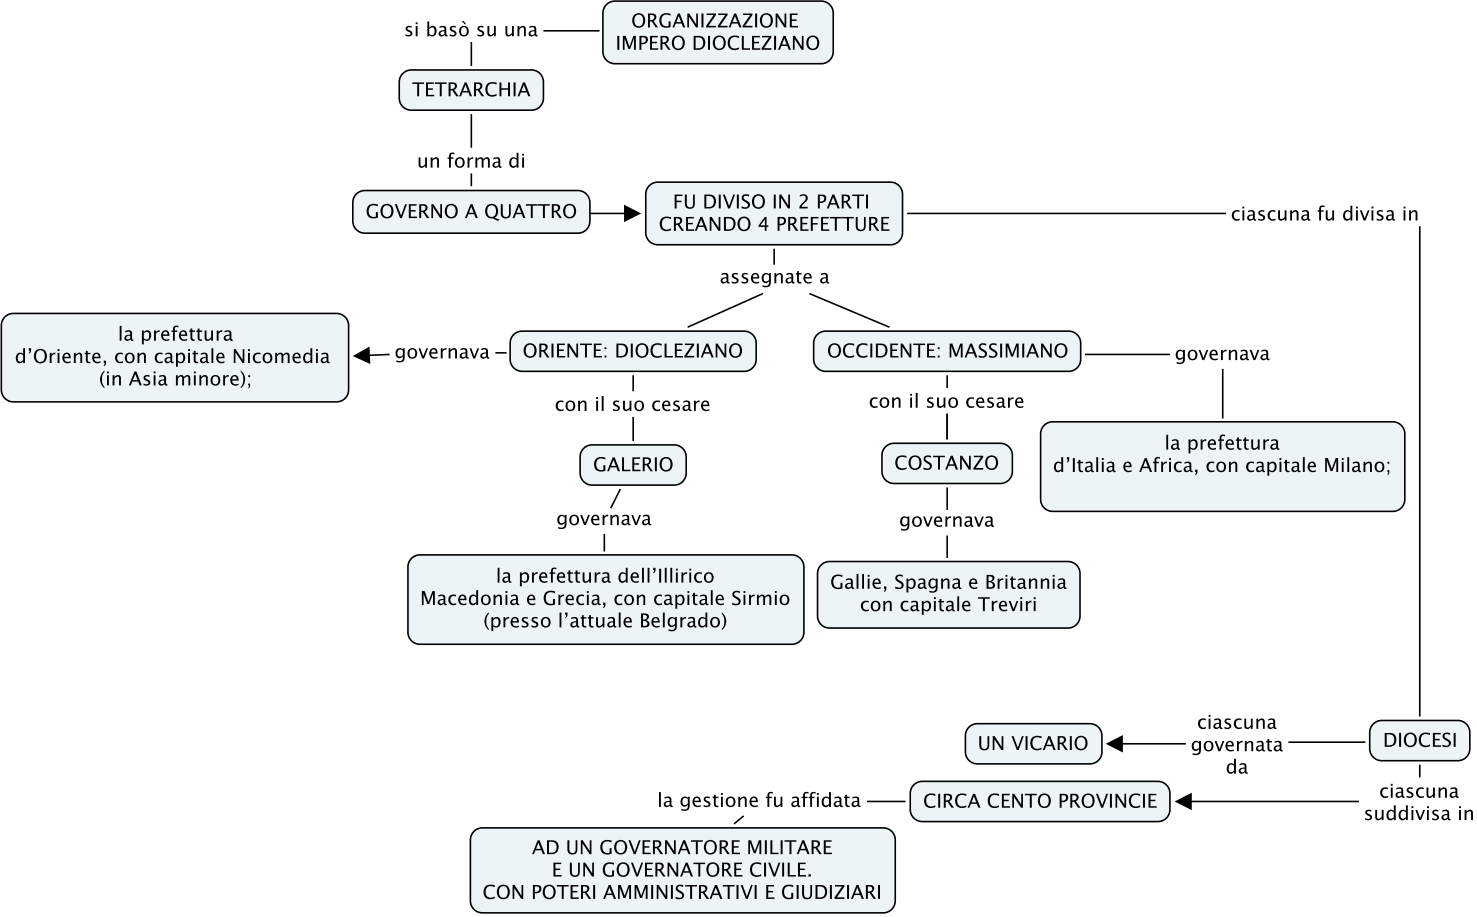 ORGANIZZAZIONE
IMPERO DIOCLEZIANO
si basò su una
TETRARCHIA
un forma di
GOVERNO A QUATTRO
FU DIVISO IN 2 PARTI
CREANDO 4 PREFETTURE
ciascuna fu divisa in
assegnate a
la prefettura
d'Oriente, con capitale Nicomedia
(in Asia minore);
governava
ORIENTE: DIOCLEZIANO
OCCIDENTE: MASSIMIANO
governava
con il suo cesare
con il suo cesare
GALERIO
COSTANZO
la prefettura
d'Italia e Africa, con capitale Milano;
governava
governava
la prefettura dell'Illirico
Macedonia e Grecia, con capitale Sirmio
(presso l'attuale Belgrado)
Gallie, Spagna e Britannia
con capitale Treviri
DIOCESI
ciascuna
governata
da
UN VICARIO
ciascuna
suddivisa in
CIRCA CENTO PROVINCIE
la gestione fu affidata
AD UN GOVERNATORE MILITARE
E UN GOVERNATORE CIVILE.
CON POTERI AMMINISTRATIVI E GIUDIZIARI